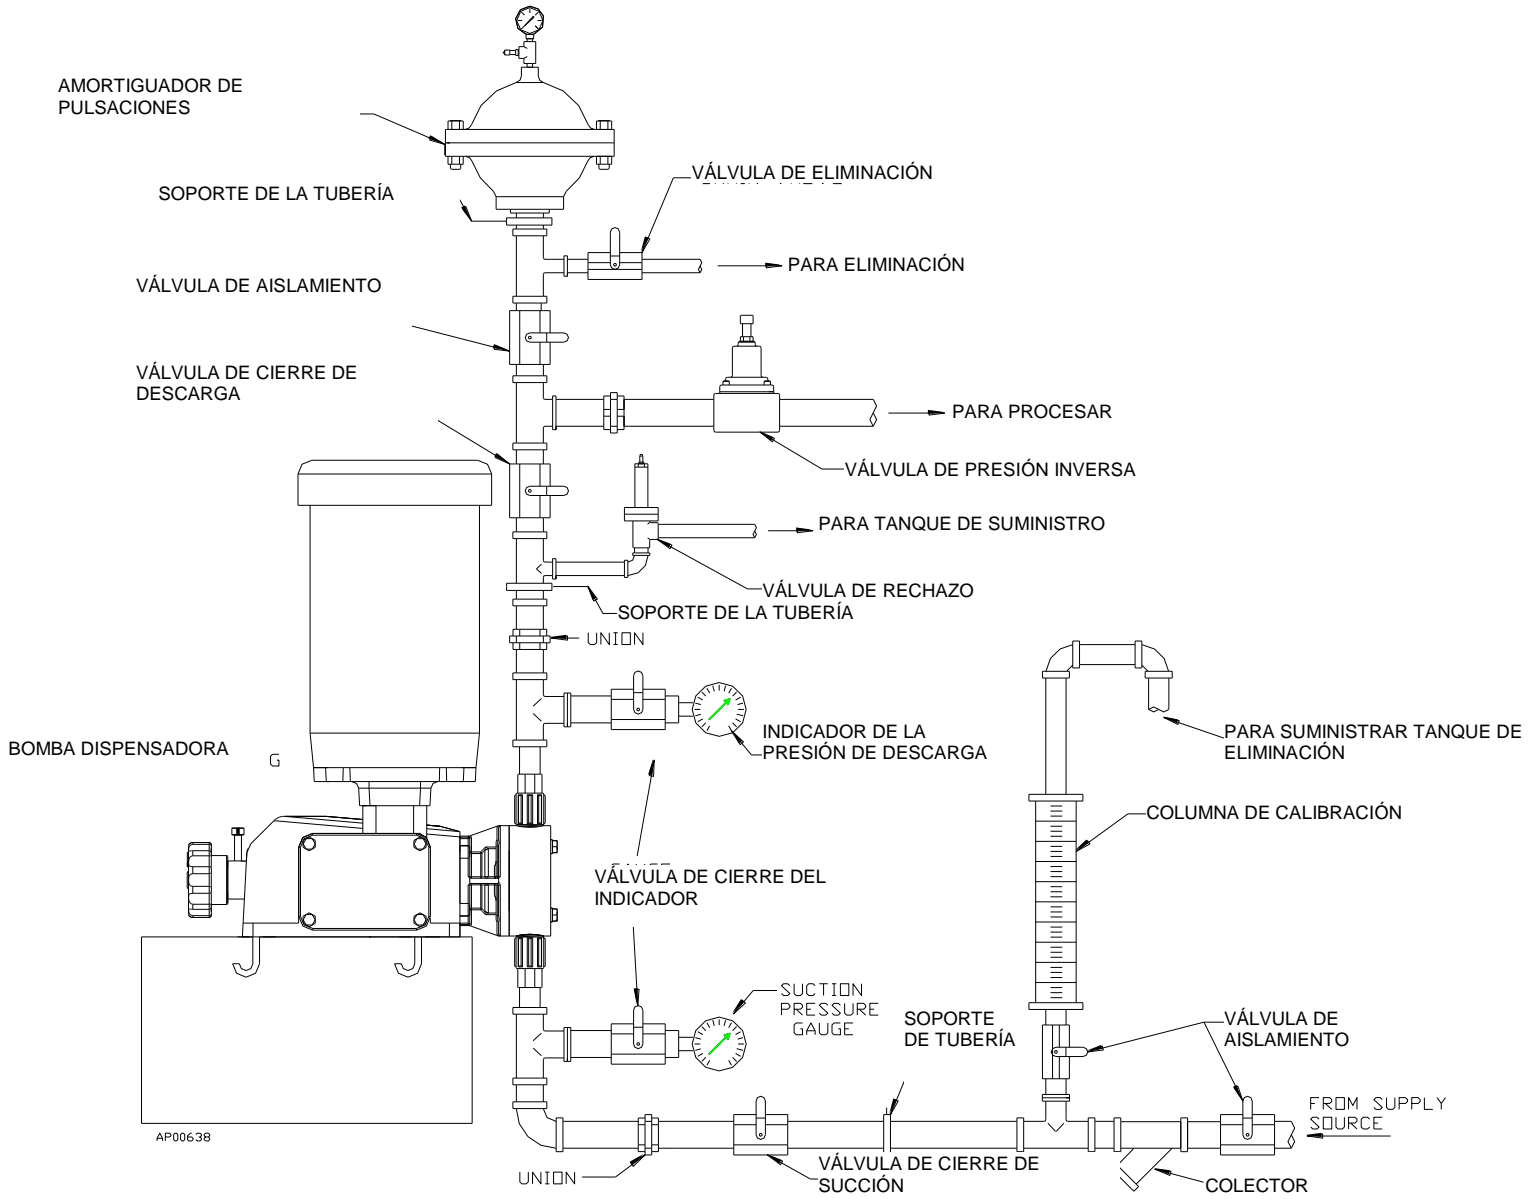 AMORTIGUADOR DE
PULSACIONES
VÁLVULA DE ELIMINACIÓN
SOPORTE DE LA TUBERÍA
PARA ELIMINACIÓN
VÁLVULA DE AISLAMIENTO
VÁLVULA DE CIERRE DE
DESCARGA
PARA PROCESAR
VÁLVULA DE PRESIÓN INVERSA
PARA TANQUE DE SUMINISTRO
VÁLVULA DE RECHAZO
SOPORTE DE LA TUBERÍA
UNION
INDICADOR DE LA
PRESIÓN DE DESCARGA
PARA SUMINISTRAR TANQUE DE
ELIMINACIÓN
BOMBA DISPENSADORA
G
COLUMNA DE CALIBRACIÓN
VÁLVULA DE CIERRE DEL
INDICADOR
SUCTION
PRESSURE
GAUGE
SOPORTE
DE TUBERÍA
VÁLVULA DE
AISLAMIENTO
FROM SUPPLY
SOURCE
AP00638
UNION
VÁLVULA DE CIERRE DE
SUCCIÓN
COLECTOR